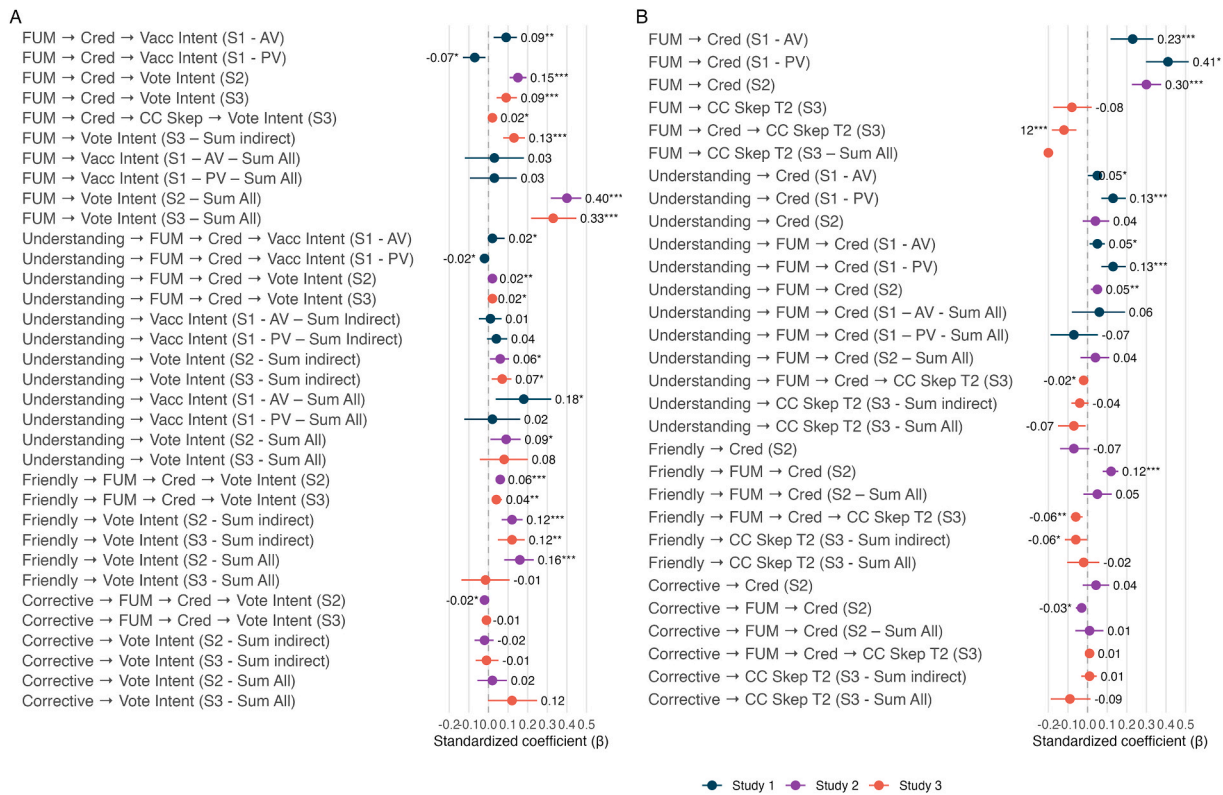 A
FUM → Cred → Vacc Intent (S1 - AV) 0.09**
FUM → Cred → Vacc Intent (S1 - PV) -0.07*
FUM → Cred → Vote Intent (S2) 0.15***
FUM → Cred → Vote Intent (S3) 0.09***
FUM → Cred → CC Skep → Vote Intent (S3) 0.02*
FUM → Vote Intent (S3 – Sum indirect) 0.13***
FUM → Vacc Intent (S1 – AV – Sum All) 0.03
FUM → Vacc Intent (S1 – PV – Sum All) 0.03
FUM → Vote Intent (S2 – Sum All) 0.40***
FUM → Vote Intent (S3 – Sum All) 0.33***
Understanding → FUM → Cred → Vacc Intent (S1 - AV) 0.02*
Understanding → FUM → Cred → Vacc Intent (S1 - PV) -0.02*
Understanding → FUM → Cred → Vote Intent (S2) 0.02**
Understanding → FUM → Cred → Vote Intent (S3) 0.02*
Understanding → Vacc Intent (S1 - AV – Sum Indirect) 0.01
Understanding → Vacc Intent (S1 - PV – Sum Indirect) 0.04
Understanding → Vote Intent (S2 - Sum indirect) 0.06*
Understanding → Vote Intent (S3 - Sum indirect) 0.07*
Understanding → Vacc Intent (S1 - AV – Sum All) 0.18*
Understanding → Vacc Intent (S1 - PV – Sum All) 0.02
Understanding → Vote Intent (S2 - Sum All) 0.09*
Understanding → Vote Intent (S3 - Sum All) 0.08
Friendly → FUM → Cred → Vote Intent (S2) 0.06***
Friendly → FUM → Cred → Vote Intent (S3) 0.04**
Friendly → Vote Intent (S2 - Sum indirect) 0.12***
Friendly → Vote Intent (S3 - Sum indirect) 0.12**
Friendly → Vote Intent (S2 - Sum All) 0.16***
Friendly → Vote Intent (S3 - Sum All) -0.01
Corrective → FUM → Cred → Vote Intent (S2) -0.02*
Corrective → FUM → Cred → Vote Intent (S3) -0.01
Corrective → Vote Intent (S2 - Sum indirect) -0.02
Corrective → Vote Intent (S3 - Sum indirect) -0.01
Corrective → Vote Intent (S2 - Sum All) 0.02
Corrective → Vote Intent (S3 - Sum All) 0.12
-0.2 -0.1 0.0 0.1 0.2 0.3 0.4 0.5
Standardized coefficient (β)
B
FUM → Cred (S1 - AV) 0.23***
FUM → Cred (S1 - PV) 0.41*
FUM → Cred (S2) 0.30***
FUM → CC Skep T2 (S3) -0.08
FUM → Cred → CC Skep T2 (S3) 12***
FUM → CC Skep T2 (S3 – Sum All)
Understanding → Cred (S1 - AV) 0.05*
Understanding → Cred (S1 - PV) 0.13***
Understanding → Cred (S2) 0.04
Understanding → FUM → Cred (S1 - AV) 0.05*
Understanding → FUM → Cred (S1 - PV) 0.13***
Understanding → FUM → Cred (S2) 0.05**
Understanding → FUM → Cred (S1 – AV - Sum All) 0.06
Understanding → FUM → Cred (S1 – PV - Sum All) -0.07
Understanding → FUM → Cred (S2 – Sum All) 0.04
Understanding → FUM → Cred → CC Skep T2 (S3) -0.02*
Understanding → CC Skep T2 (S3 - Sum indirect) -0.04
Understanding → CC Skep T2 (S3 - Sum All) -0.07
Friendly → Cred (S2) -0.07
Friendly → FUM → Cred (S2) 0.12***
Friendly → FUM → Cred (S2 – Sum All) 0.05
Friendly → FUM → Cred → CC Skep T2 (S3) -0.06**
Friendly → CC Skep T2 (S3 - Sum indirect) -0.06*
Friendly → CC Skep T2 (S3 - Sum All) -0.02
Corrective → Cred (S2) 0.04
Corrective → FUM → Cred (S2) -0.03*
Corrective → FUM → Cred (S2 – Sum All) 0.01
Corrective → FUM → Cred → CC Skep T2 (S3) 0.01
Corrective → CC Skep T2 (S3 - Sum indirect) 0.01
Corrective → CC Skep T2 (S3 - Sum All) -0.09
-0.2 -0.1 0.0 0.1 0.2 0.3 0.4 0.5
Standardized coefficient (β)
Study 1 Study 2 Study 3